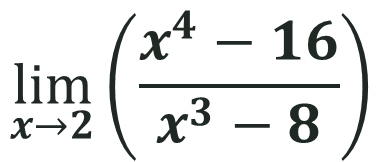 lim x→2 (x⁴ − 16 / x³ − 8)